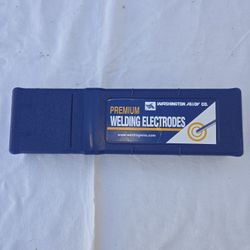 WASHINGTON ALLOY CO.
PREMIUM
WELDING ELECTRODES